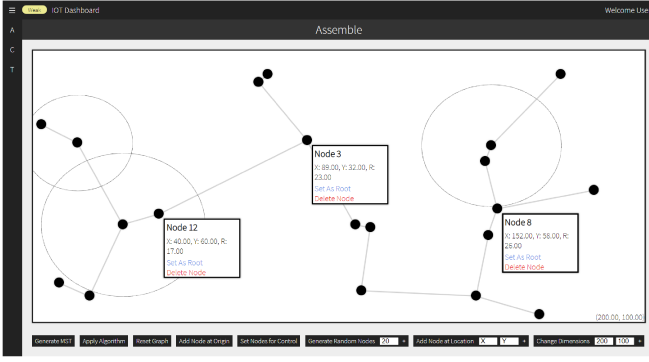 Week IOT Dashboard Welcome Use
A
Assemble
C
T
Node 3
X: 89.00, Y: 32.00, R:
23.00
Set As Root
Delete Node
Node 12
X: 40.00, Y: 60.00, R:
17.00
Set As Root
Delete Node
Node 8
X: 152.00, Y: 58.00, R:
26.00
Set As Root
Delete Node
(200.00, 100.00)
Generate MST Apply Algorithm Reset Graph Add Node at Origin Set Nodes for Control Generate Random Nodes 20 + Add Node at Location X Y + Change Dimensions 200 100 +